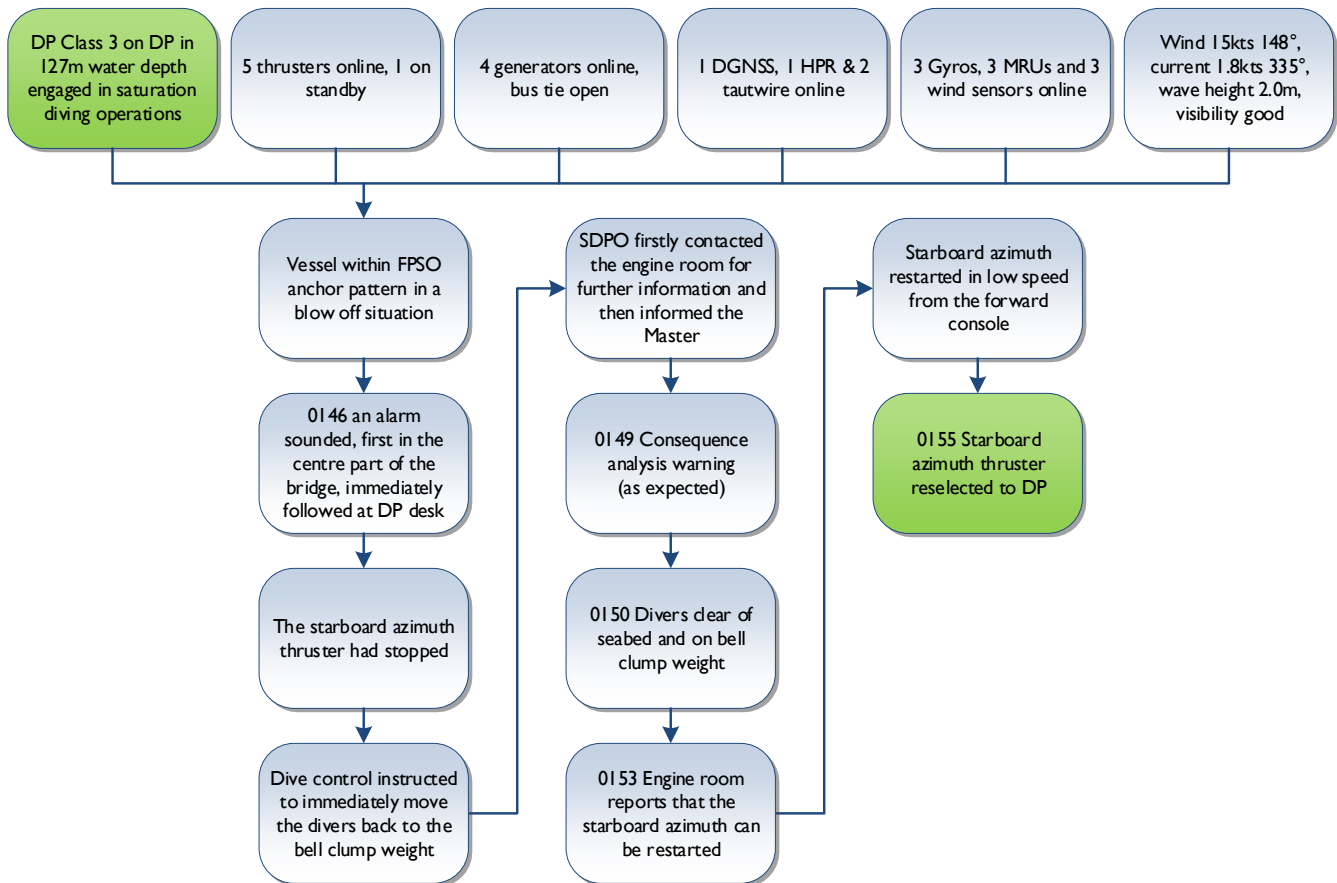 DP Class 3 on DP in
127m water depth
engaged in saturation
diving operations
5 thrusters online, 1 on
standby
4 generators online,
bus tie open
1 DGNSS, 1 HPR & 2
tautwire online
3 Gyros, 3 MRUs and 3
wind sensors online
Wind 15kts 148°,
current 1.8kts 335°,
wave height 2.0m,
visibility good
Vessel within FPSO
anchor pattern in a
blow off situation
0146 an alarm
sounded, first in the
centre part of the
bridge, immediately
followed at DP desk
The starboard azimuth
thruster had stopped
Dive control instructed
to immediately move
the divers back to the
bell clump weight
SDPO firstly contacted
the engine room for
further information and
then informed the
Master
0149 Consequence
analysis warning
(as expected)
0150 Divers clear of
seabed and on bell
clump weight
0153 Engine room
reports that the
starboard azimuth can
be restarted
Starboard azimuth
restarted in low speed
from the forward
console
0155 Starboard
azimuth thruster
reselected to DP